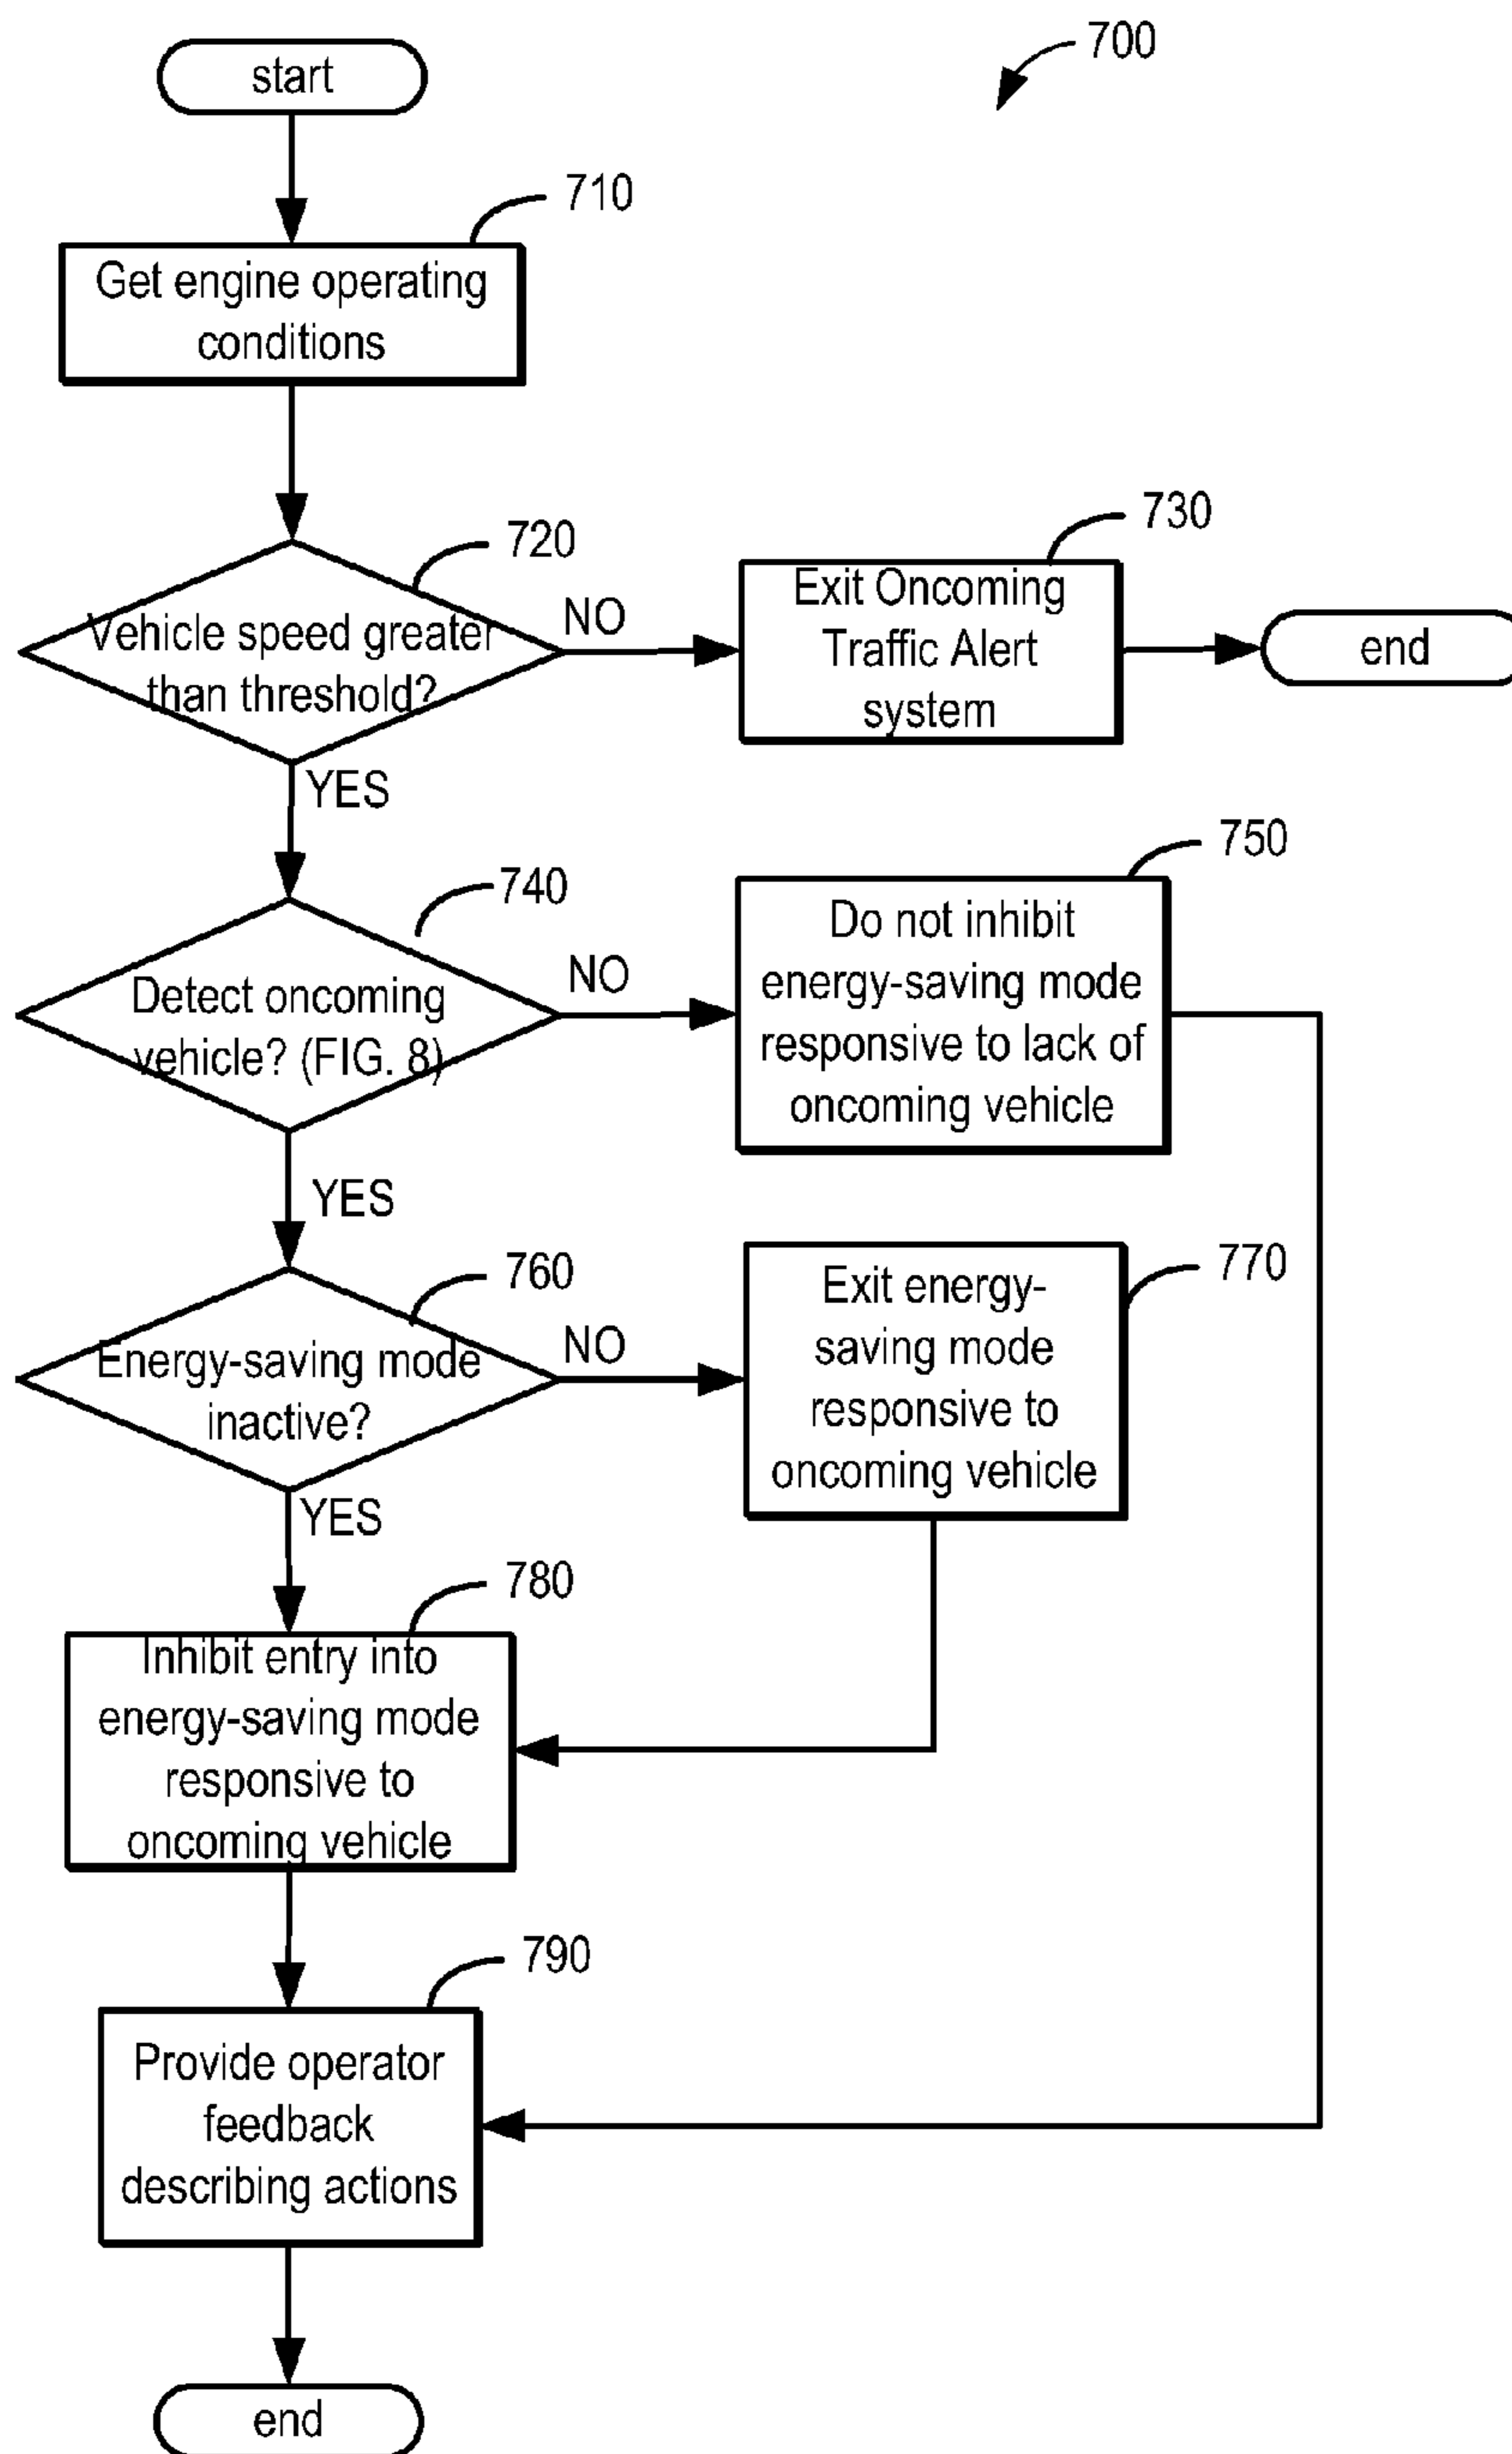 start
700
710
Get engine operating
conditions
720
Vehicle speed greater
than threshold?
NO
730
Exit Oncoming
Traffic Alert
system
end
YES
740
Detect oncoming
vehicle? (FIG. 8)
NO
750
Do not inhibit
energy-saving mode
responsive to lack of
oncoming vehicle
YES
760
Energy-saving mode
inactive?
NO
770
Exit energy-
saving mode
responsive to
oncoming vehicle
YES
780
Inhibit entry into
energy-saving mode
responsive to
oncoming vehicle
790
Provide operator
feedback
describing actions
end